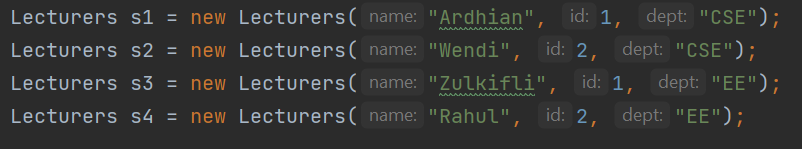 Lecturers s1 = new Lecturers( name: "Ardhian", id: 1, dept: "CSE");
Lecturers s2 = new Lecturers( name: "Wendi", id: 2, dept: "CSE");
Lecturers s3 = new Lecturers( name: "Zulkifli", id: 1, dept: "EE");
Lecturers s4 = new Lecturers( name: "Rahul", id: 2, dept: "EE");